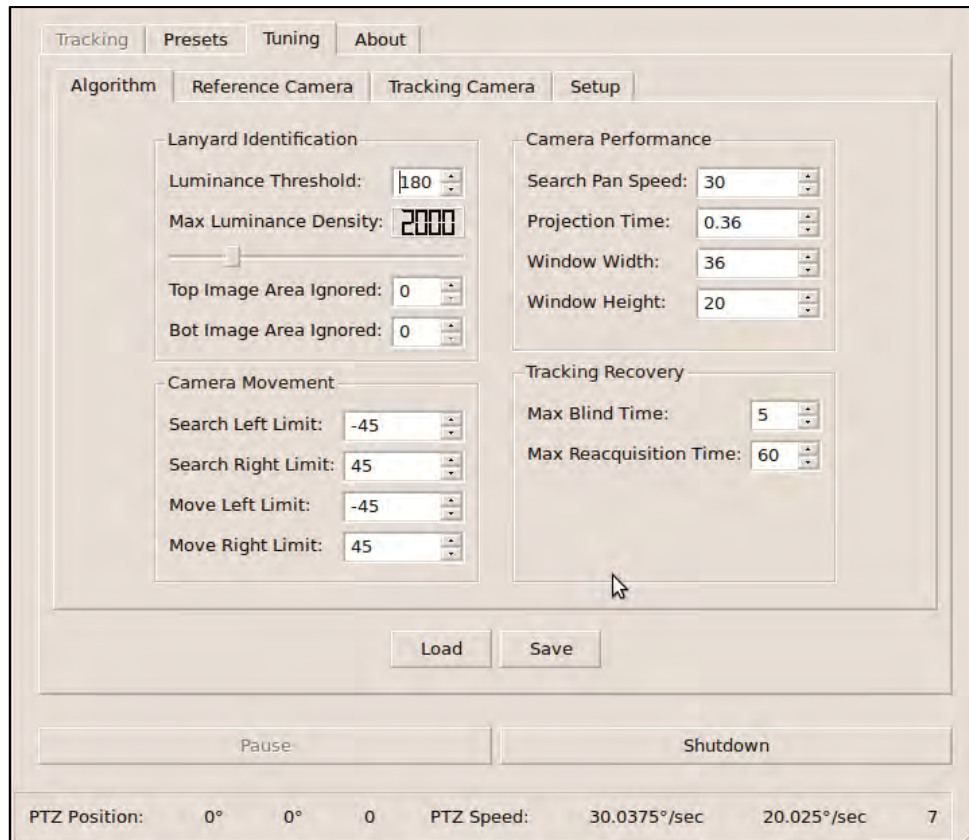 Tracking Presets Tuning About
Algorithm Reference Camera Tracking Camera Setup
Lanyard Identification
Luminance Threshold: 180
Max Luminance Density: 2000
Top Image Area Ignored: 0
Bot Image Area Ignored: 0
Camera Movement
Search Left Limit: -45
Search Right Limit: 45
Move Left Limit: -45
Move Right Limit: 45
Camera Performance
Search Pan Speed: 30
Projection Time: 0.36
Window Width: 36
Window Height: 20
Tracking Recovery
Max Blind Time: 5
Max Reacquisition Time: 60
Load Save
Pause Shutdown
PTZ Position: 0° 0° 0 PTZ Speed: 30.0375°/sec 20.025°/sec 7